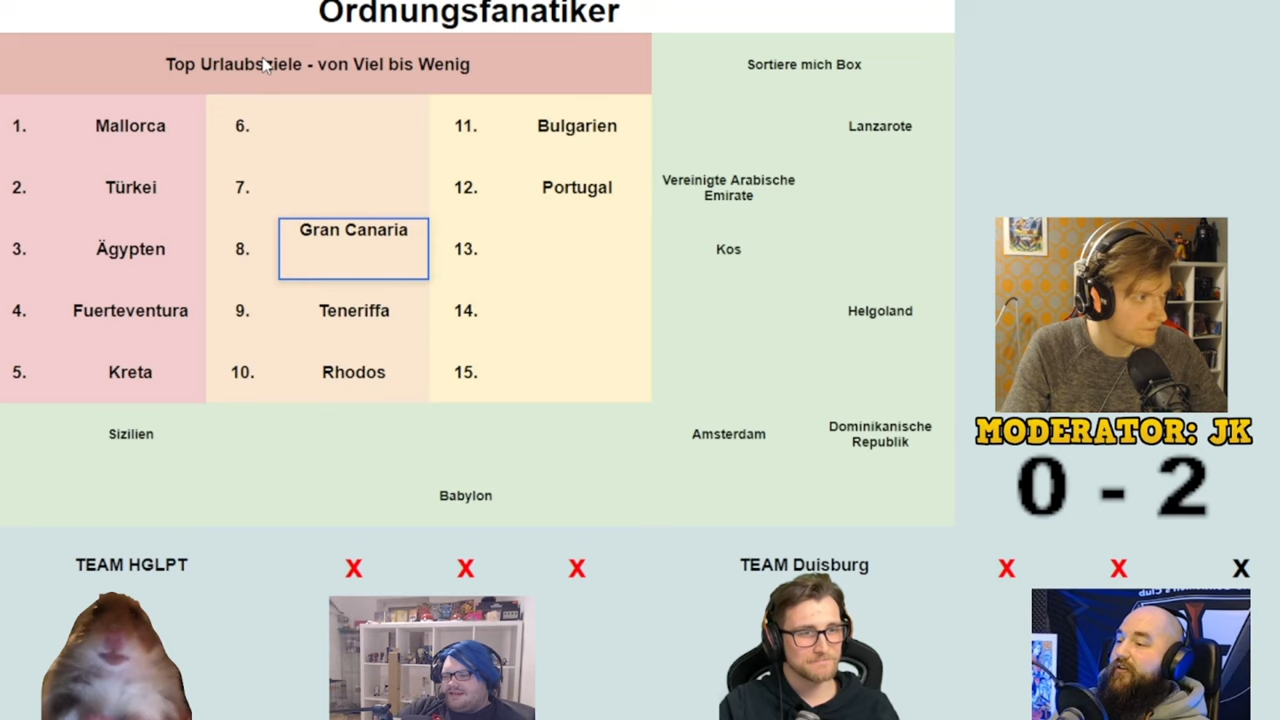 Ordnungsfanatiker
Top Urlaubsziele - von Viel bis Wenig
Sortiere mich Box
1. Mallorca 6. 11. Bulgarien
Lanzarote
2. Türkei 7. 12. Portugal
Vereinigte Arabische
Emirate
3. Ägypten 8. Gran Canaria 13.
Kos
4. Fuerteventura 9. Teneriffa 14.
Helgoland
5. Kreta 10. Rhodos 15.
Sizilien
Amsterdam
Dominikanische
Republik
Babylon
MODERATOR: JK
0 - 2
TEAM HGLPT X X X
TEAM Duisburg X X X